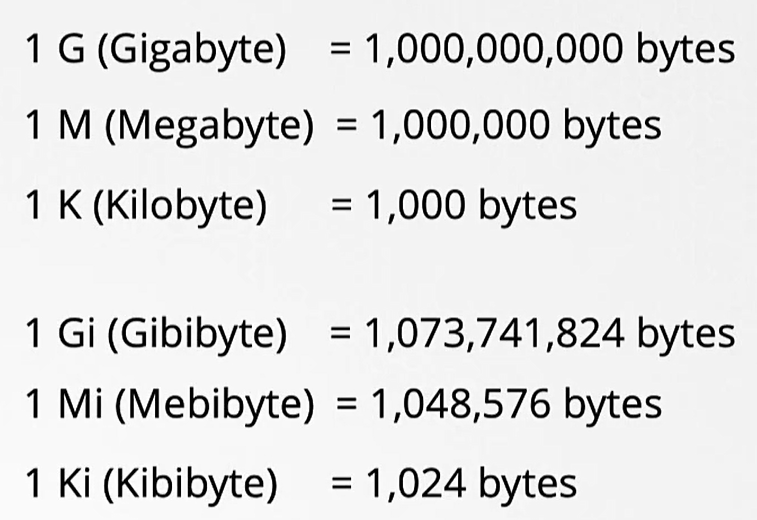 1 G (Gigabyte) = 1,000,000,000 bytes
1 M (Megabyte) = 1,000,000 bytes
1 K (Kilobyte) = 1,000 bytes
1 Gi (Gibibyte) = 1,073,741,824 bytes
1 Mi (Mebibyte) = 1,048,576 bytes
1 Ki (Kibibyte) = 1,024 bytes